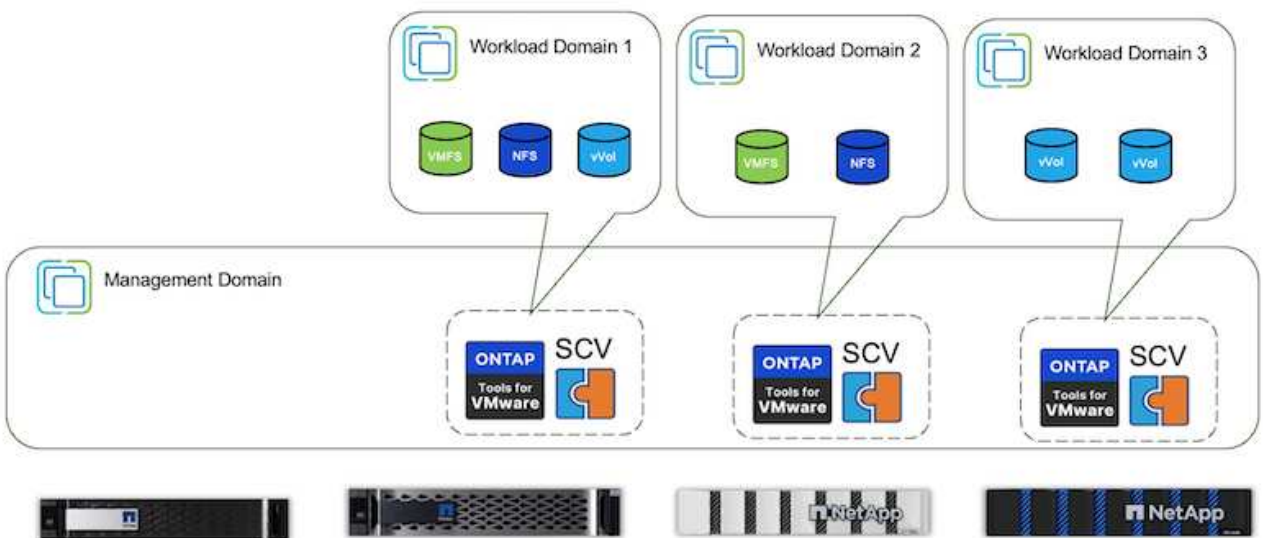 Workload Domain 1
Workload Domain 2
Workload Domain 3
VMFS
NFS
vVol
VMFS
NFS
vVol
vVol
Management Domain
ONTAP
Tools for
VMware
SCV
ONTAP
Tools for
VMware
SCV
ONTAP
Tools for
VMware
SCV
NetApp
NetApp